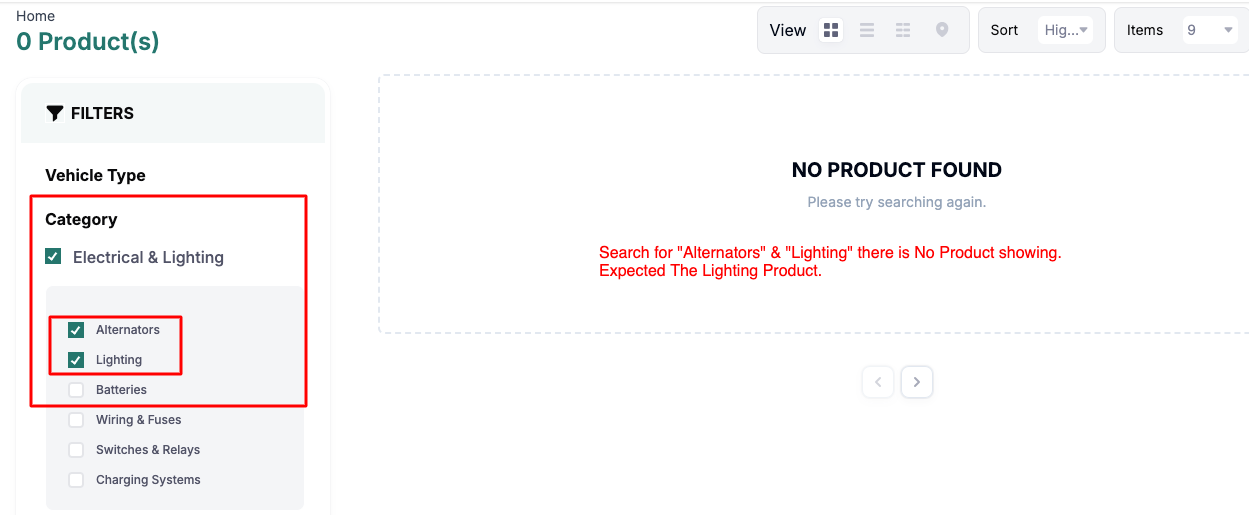 Home
0 Product(s)
View
Sort Hig...
Items 9
FILTERS
Vehicle Type
Category
Electrical & Lighting
Alternators
Lighting
Batteries
Wiring & Fuses
Switches & Relays
Charging Systems
NO PRODUCT FOUND
Please try searching again.
Search for "Alternators" & "Lighting" there is No Product showing.
Expected The Lighting Product.